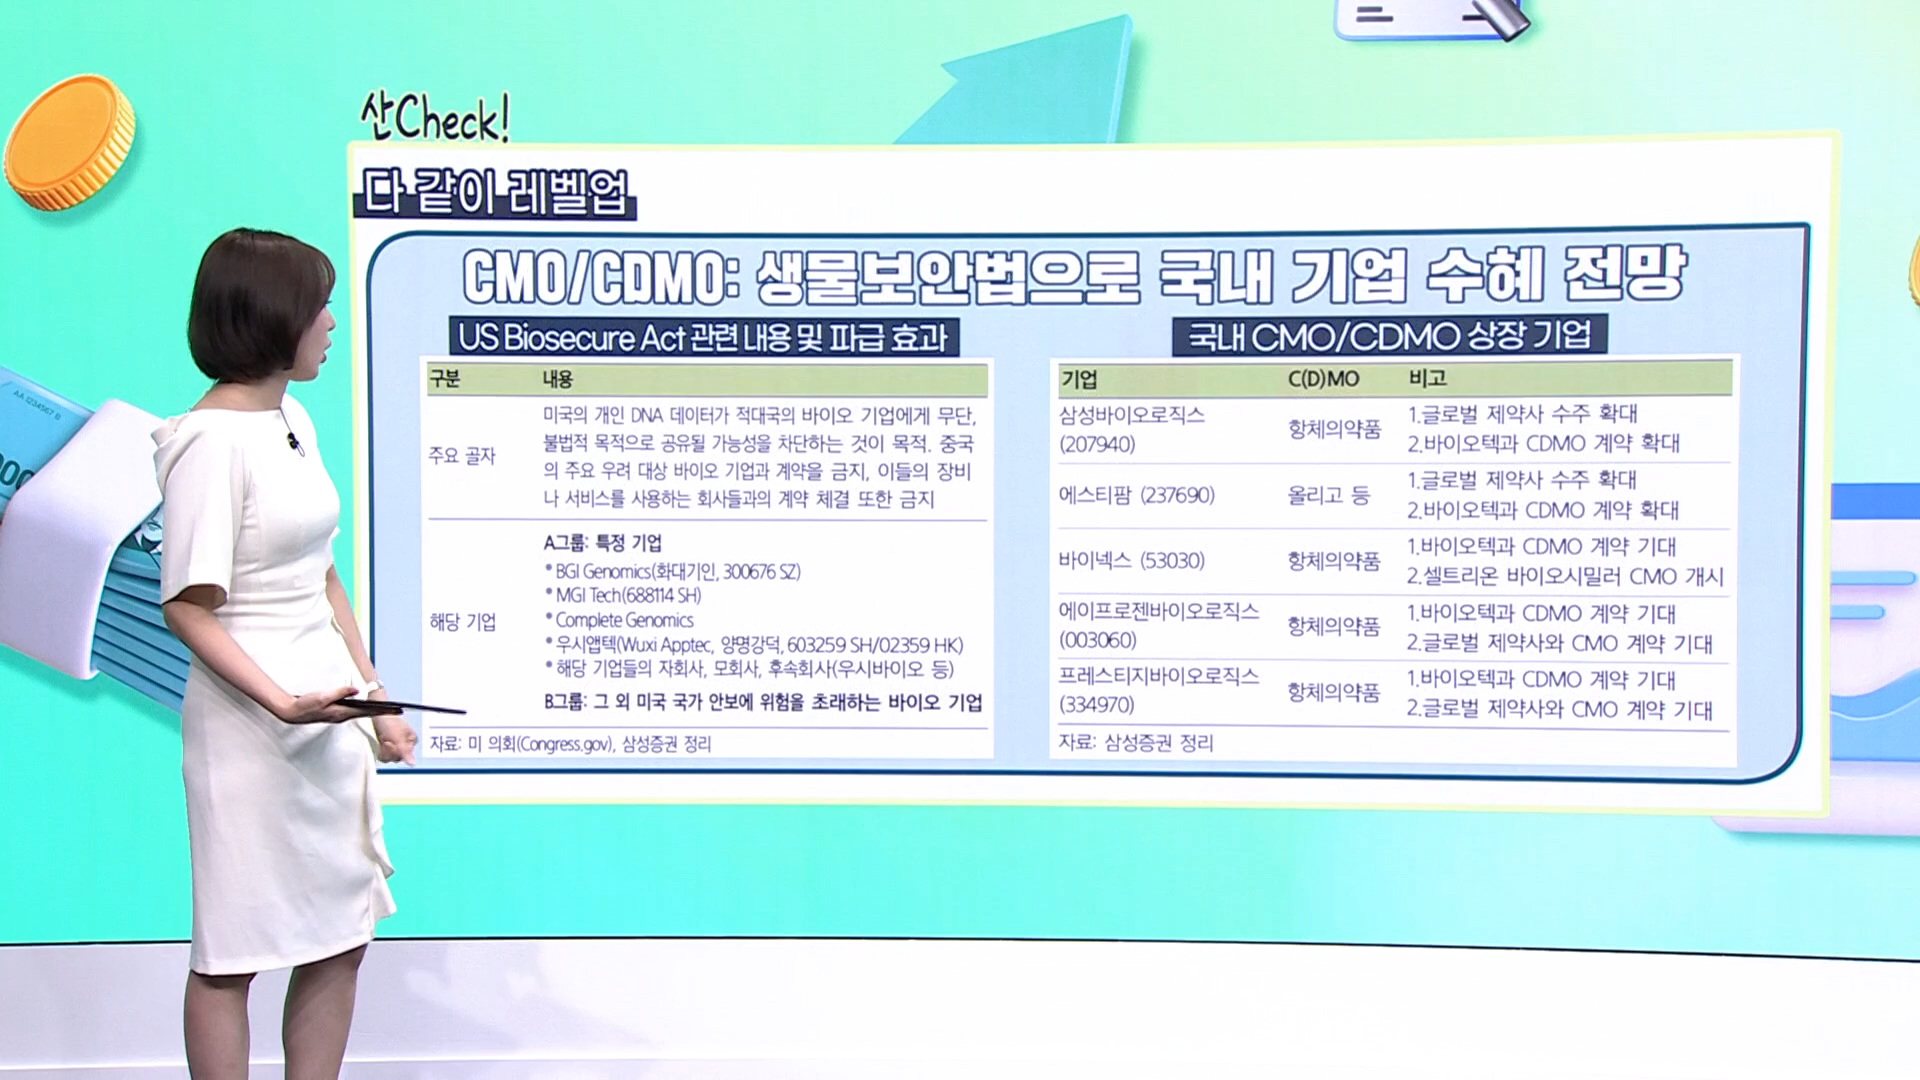 산Check!
다 같이 레벨업
CMO/CDMO: 생물보안법으로 국내 기업 수혜 전망
US Biosecure Act 관련 내용 및 파급 효과
구분 내용
주요 골자
미국의 개인 DNA 데이터가 적대국의 바이오 기업에게 무단,
불법적 목적으로 공유될 가능성을 차단하는 것이 목적. 중국
의 주요 우려 대상 바이오 기업과 계약을 금지, 이들의 장비
나 서비스를 사용하는 회사들과의 계약 체결 또한 금지
해당 기업
A그룹: 특정 기업
• BGI Genomics(화대기인, 300676 SZ)
• MGI Tech(688114 SH)
• Complete Genomics
• 우시앱텍(Wuxi Apptec, 양명강덕, 603259 SH/02359 HK)
• 해당 기업들의 자회사, 모회사, 후속회사(우시바이오 등)
B그룹: 그 외 미국 국가 안보에 위험을 초래하는 바이오 기업
자료: 미 의회(Congress.gov), 삼성증권 정리
국내 CMO/CDMO 상장 기업
기업 C(D)MO 비고
삼성바이오로직스
(207940)
항체의약품
1.글로벌 제약사 수주 확대
2.바이오텍과 CDMO 계약 확대
에스티팜 (237690)
올리고 등
1.글로벌 제약사 수주 확대
2.바이오텍과 CDMO 계약 확대
바이넥스 (53030)
항체의약품
1.바이오텍과 CDMO 계약 기대
2.셀트리온 바이오시밀러 CMO 개시
에이프로젠바이오로직스
(003060)
항체의약품
1.바이오텍과 CDMO 계약 기대
2.글로벌 제약사와 CMO 계약 기대
프레스티지바이오로직스
(334970)
항체의약품
1.바이오텍과 CDMO 계약 기대
2.글로벌 제약사와 CMO 계약 기대
자료: 삼성증권 정리
AA 1234567 B